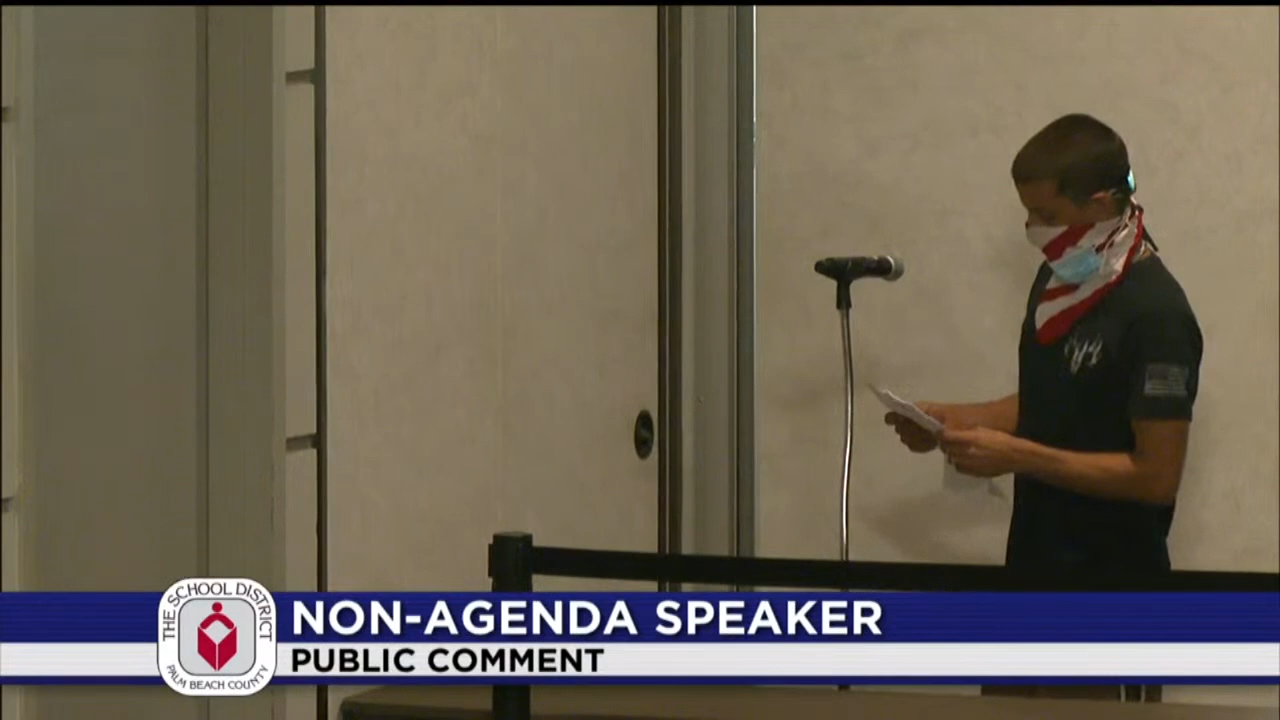 NON-AGENDA SPEAKER
PUBLIC COMMENT
THE SCHOOL DISTRICT
PALM BEACH COUNTY